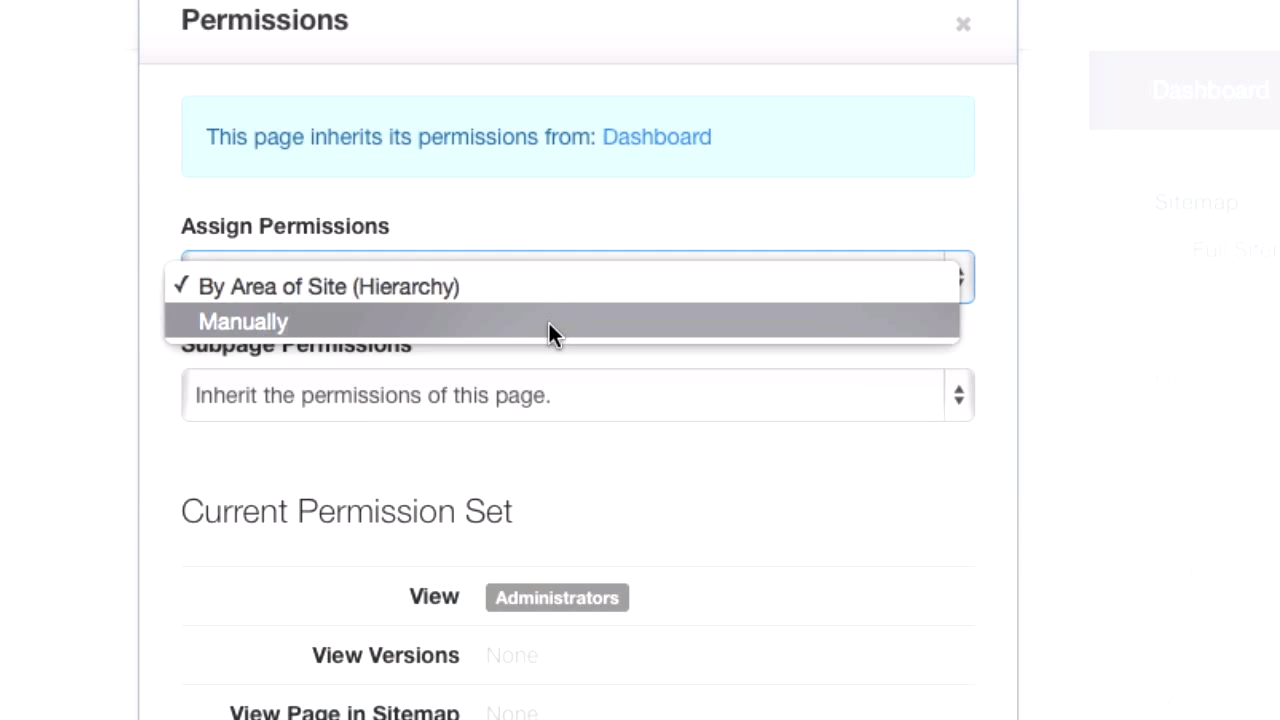 Permissions
×
Dashboard
This page inherits its permissions from: Dashboard
Assign Permissions
✓ By Area of Site (Hierarchy)
Manually
Subpage Permissions
Inherit the permissions of this page.
Sitemap
Full
Current Permission Set
View Administrators
View Versions None
View Page in Sitemap None